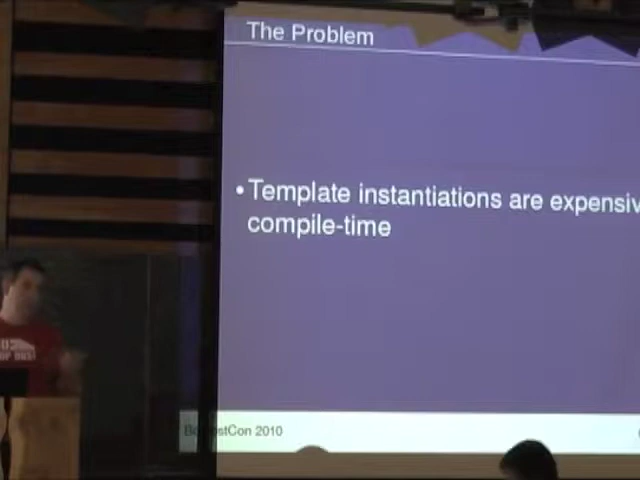 The Problem
• Template instantiations are expensiv
compile-time
BoostCon 2010